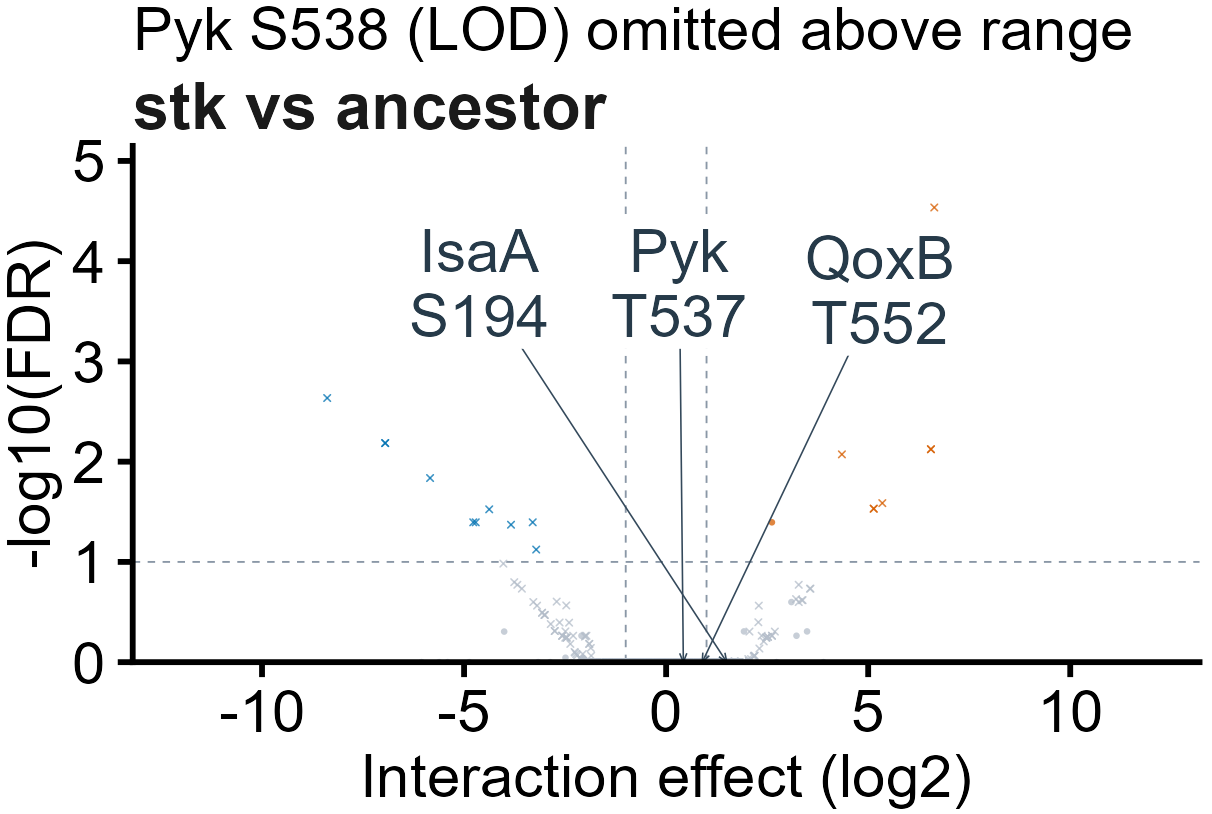 Pyk S538 (LOD) omitted above range
stk vs ancestor
5
4
3
2
1
0
-log10(FDR)
IsaA
S194
Pyk
T537
QoxB
T552
-10 -5 0 5 10
Interaction effect (log2)